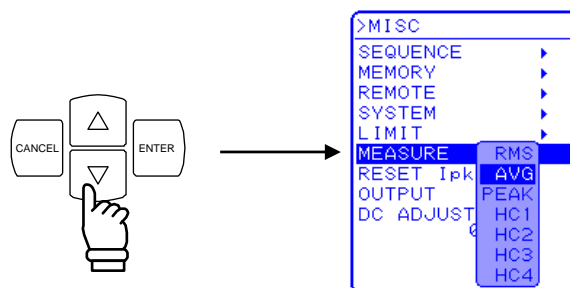 CANCEL
ENTER
>MISC
SEQUENCE
MEMORY
REMOTE
SYSTEM
LIMIT
MEASURE RMS
RESET Ipk AVG
OUTPUT PEAK
DC ADJUST HC1
HC2
HC3
HC4